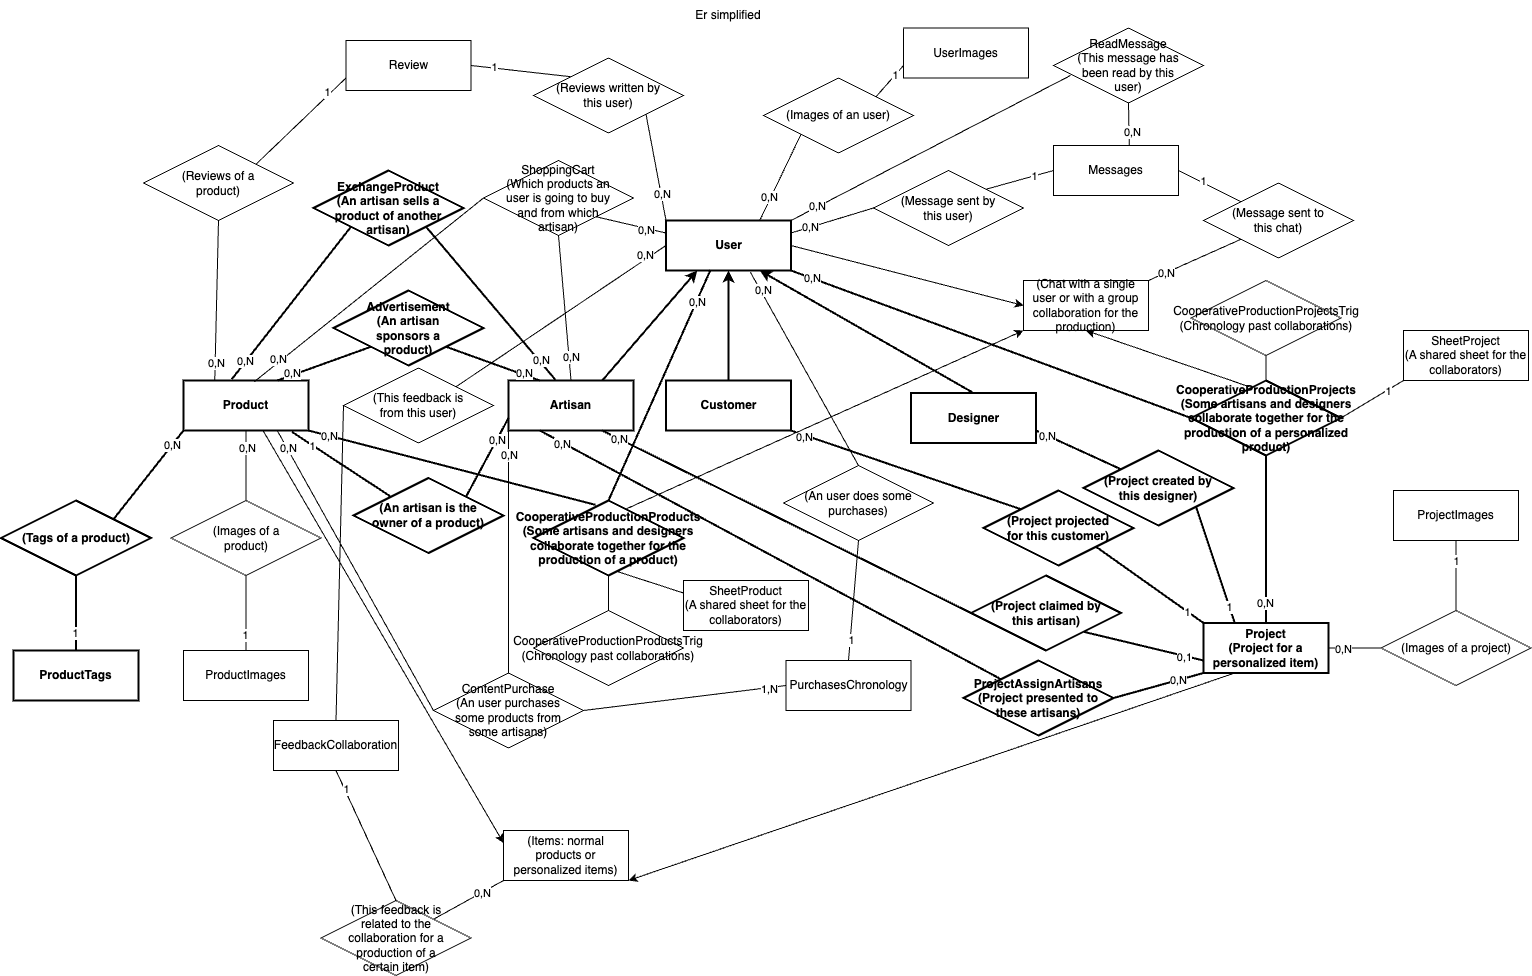 Er simplified
Review
1
(Reviews written by
this user)
0,N
1
(Reviews of a
product)
0,N
UserImages
1
(Images of an user)
0,N
ReadMessage
(This message has
been read by this
user)
0,N
0,N
Messages
1
(Message sent by
this user)
0,N
1
(Message sent to
this chat)
0,N
ExchangeProduct
(An artisan sells a
product of another
artisan)
0,N
0,N
ShoppingCart
(Which products an
user is going to buy
and from which
artisan)
0,N
0,N
0,N
User
0,N
0,N
0,N
0,N
(Chat with a single
user or with a group
collaboration for the
production)
CooperativeProductionProjectsTrig
(Chronology past collaborations)
SheetProject
(A shared sheet for the
collaborators)
1
Advertisement
(An artisan
sponsors a
product)
0,N
0,N
(This feedback is
from this user)
Product
Artisan
Customer
Designer
CooperativeProductionProjects
(Some artisans and designers
collaborate together for the
production of a personalized
product)
0,N
0,N
0,N
1
0,N
0,N
0,N
0,N
0,N
0,N
0,N
(Tags of a product)
(Images of a
product)
(An artisan is the
owner of a product)
CooperativeProductionProducts
(Some artisans and designers
collaborate together for the
production of a product)
(An user does some
purchases)
(Project projected
for this customer)
(Project created by
this designer)
ProjectImages
1
SheetProduct
(A shared sheet for the
collaborators)
(Project claimed by
this artisan)
1
1
0,N
1
1
1
0,1
0,N
CooperativeProductionProductsTrig
(Chronology past collaborations)
Project
(Project for a
personalized item)
0,N
(Images of a project)
ProductTags
ProductImages
ContentPurchase
(An user purchases
some products from
some artisans)
1,N
PurchasesChronology
ProjectAssignArtisans
(Project presented to
these artisans)
FeedbackCollaboration
1
(Items: normal
products or
personalized items)
0,N
(This feedback is
related to the
collaboration for a
production of a
certain item)